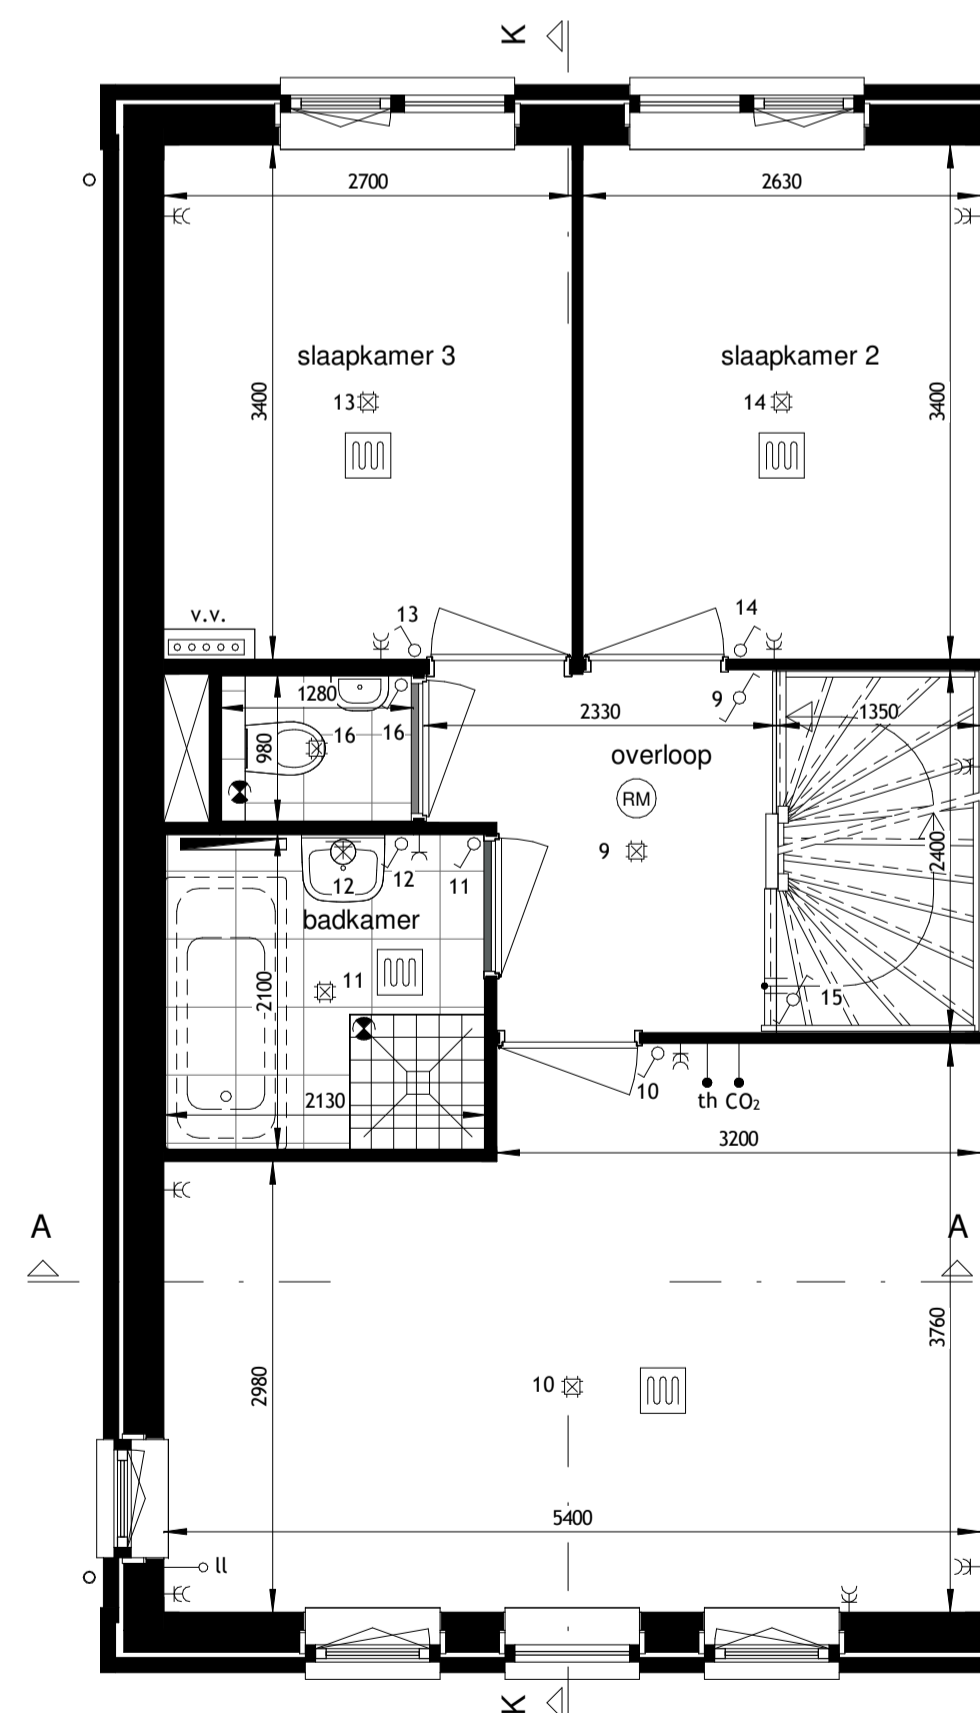 K
2700
2630
slaapkamer 3
slaapkamer 2
13
14
3400
3400
v.v.
13
14
1280
16
16
980
9
2330
1350
overloop
RM
9
2400
12
12
11
badkamer
11
2100
15
2130
10
th CO₂
3200
A
A
3760
10
2980
5400
ll
K